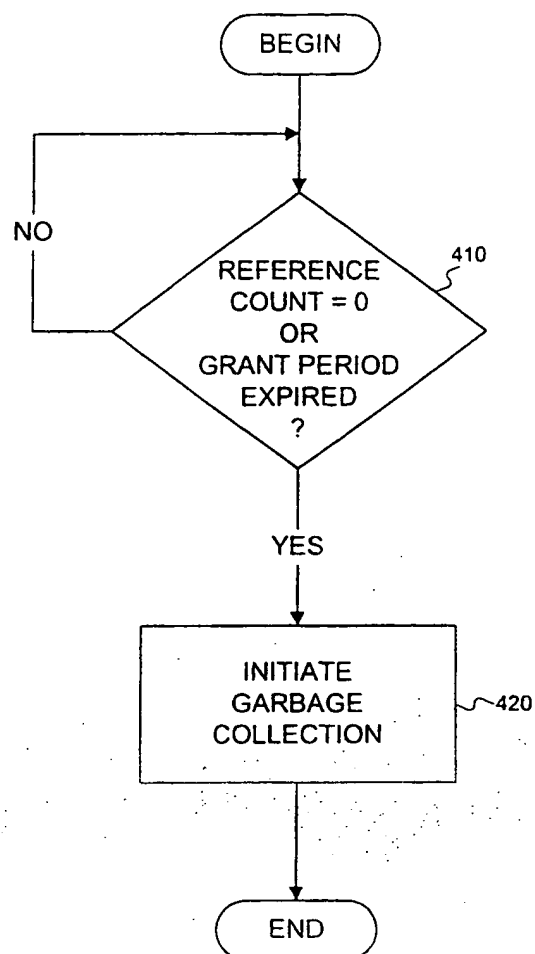 BEGIN
NO
REFERENCE
COUNT = 0
OR
GRANT PERIOD
EXPIRED
?
410
YES
INITIATE
GARBAGE
COLLECTION
420
END